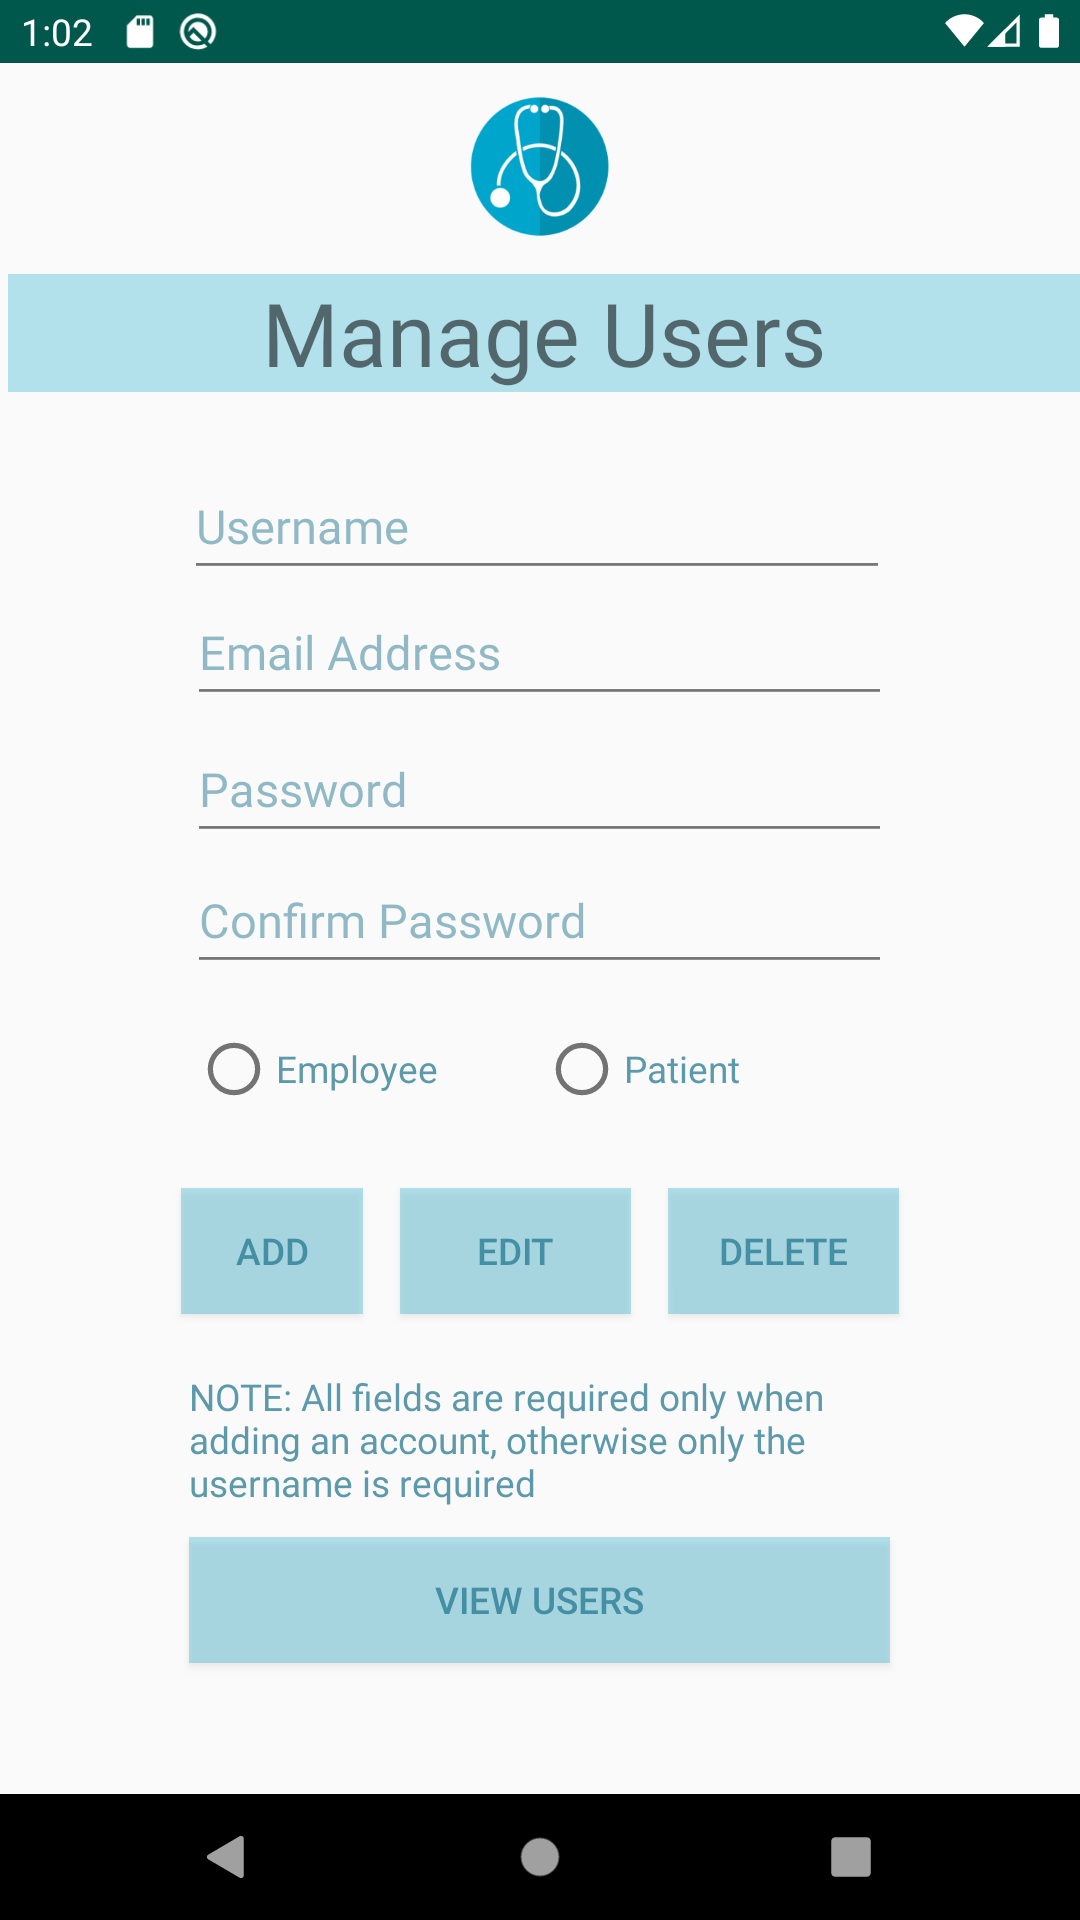 1:02
Manage Users
Username
Email Address
Password
Confirm Password
Employee Patient
ADD EDIT DELETE
NOTE: All fields are required only when
adding an account, otherwise only the
username is required
VIEW USERS